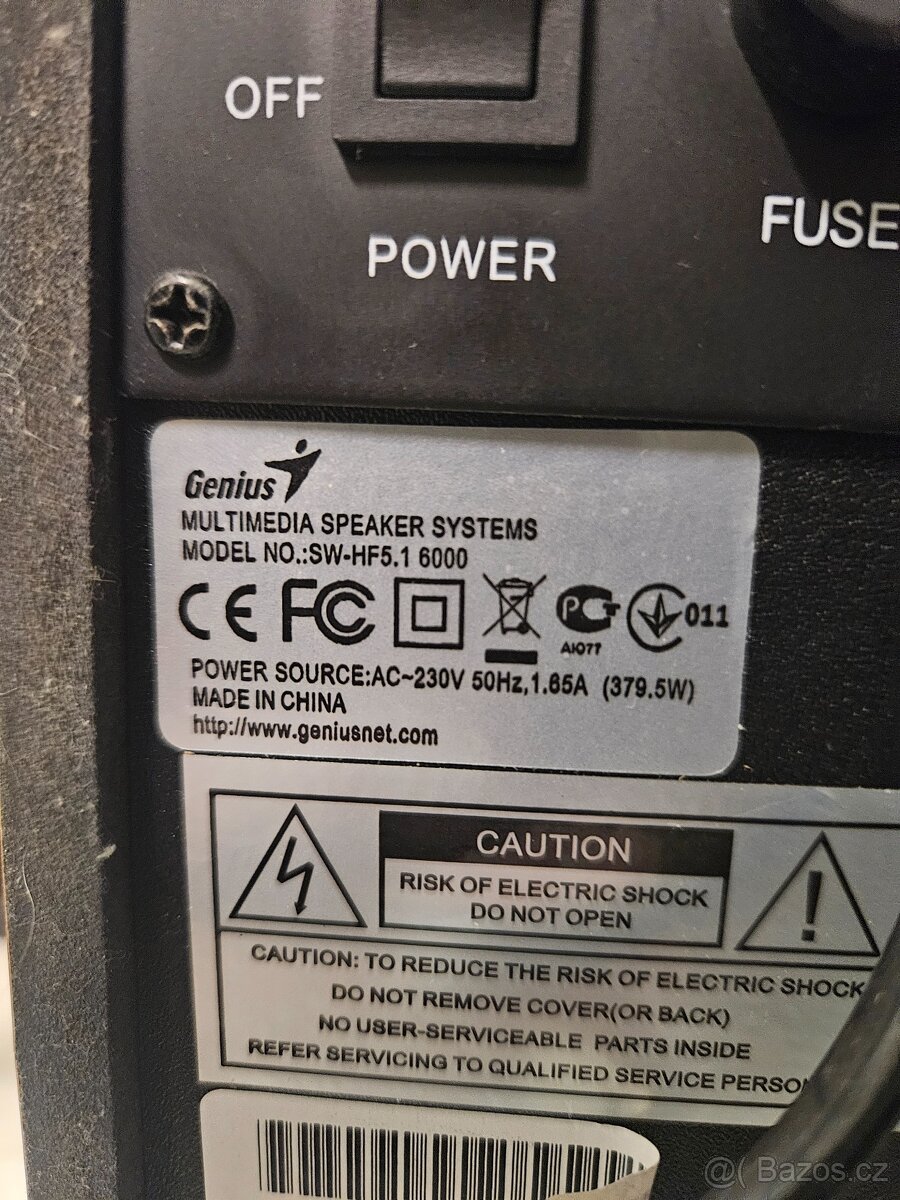 OFF
POWER
FUSE
Genius
MULTIMEDIA SPEAKER SYSTEMS
MODEL NO.:SW-HF5.1 6000
CE FC PCT 011
AIO77
POWER SOURCE:AC~230V 50Hz,1.65A (379.5W)
MADE IN CHINA
http://www.geniusnet.com
CAUTION
RISK OF ELECTRIC SHOCK
DO NOT OPEN
CAUTION: TO REDUCE THE RISK OF ELECTRIC SHOCK
DO NOT REMOVE COVER(OR BACK)
NO USER-SERVICEABLE PARTS INSIDE
REFER SERVICING TO QUALIFIED SERVICE PERSO
@( Bazos.cz